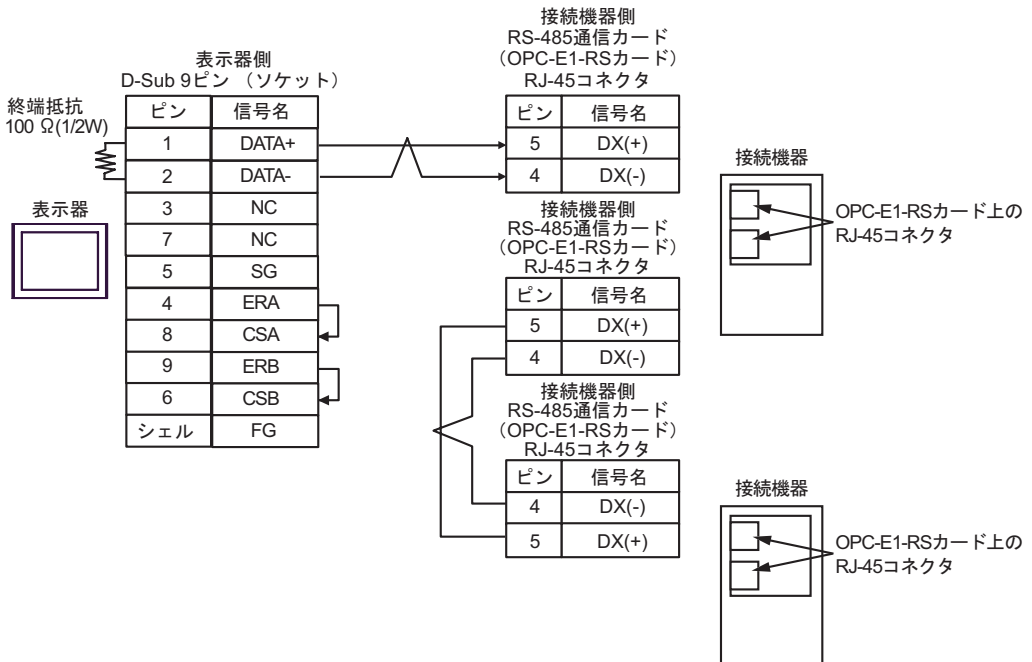 接続機器側
RS-485通信カード
（OPC-E1-RSカード）
RJ-45コネクタ
表示器側
D-Sub 9ピン （ソケット）
終端抵抗
100 Ω(1/2W)
ピン 信号名
1 DATA+
2 DATA-
3 NC
7 NC
5 SG
4 ERA
8 CSA
9 ERB
6 CSB
シェル FG
表示器
ピン 信号名
5 DX(+)
4 DX(-)
接続機器側
RS-485通信カード
（OPC-E1-RSカード）
RJ-45コネクタ
ピン 信号名
5 DX(+)
4 DX(-)
接続機器側
RS-485通信カード
（OPC-E1-RSカード）
RJ-45コネクタ
ピン 信号名
4 DX(-)
5 DX(+)
接続機器
OPC-E1-RSカード上の
RJ-45コネクタ
接続機器
OPC-E1-RSカード上の
RJ-45コネクタ